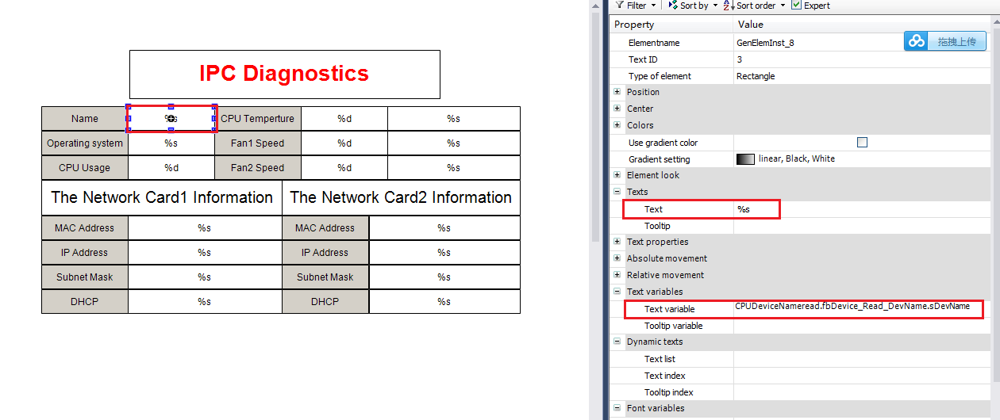 IPC Diagnostics
Name %s CPU Temperture %d %s
Operating system %s Fan1 Speed %d %s
CPU Usage %d Fan2 Speed %d %s
The Network Card1 Information The Network Card2 Information
MAC Address %s MAC Address %s
IP Address %s IP Address %s
Subnet Mask %s Subnet Mask %s
DHCP %s DHCP %s
Filter Sort by Sort order Expert
Property Value
Elementname GenElemInst_8
拖拽上传
Text ID 3
Type of element Rectangle
Position
Center
Colors
Use gradient color
Gradient setting linear, Black, White
Element look
Texts
Text %s
Tooltip
Text properties
Absolute movement
Relative movement
Text variables
Text variable CPUDeviceNameread.fbDevice_Read_DevName.sDevName
Tooltip variable
Dynamic texts
Text list
Text index
Tooltip index
Font variables